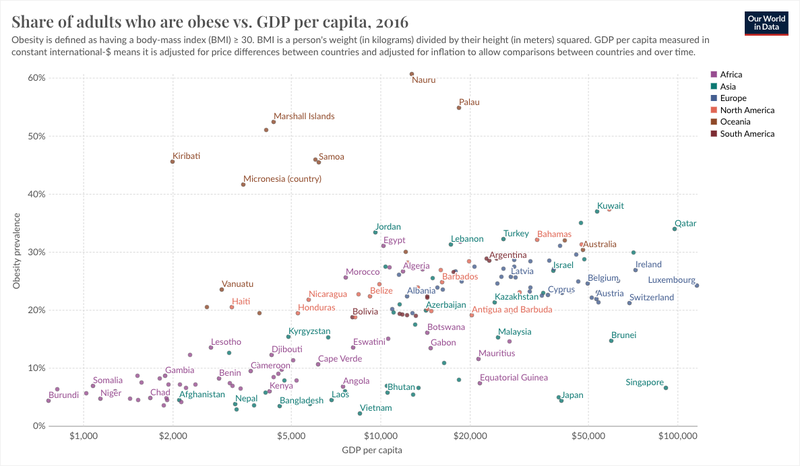 Share of adults who are obese vs. GDP per capita, 2016
Our World
in Data
Obesity is defined as having a body-mass index (BMI) ≥ 30. BMI is a person's weight (in kilograms) divided by their height (in meters) squared. GDP per capita measured in
constant international-$ means it is adjusted for price differences between countries and adjusted for inflation to allow comparisons between countries and over time.
60%
Nauru
Palau
Africa
Asia
Europe
North America
Oceania
South America
50%
Marshall Islands
Kiribati
Samoa
40%
Micronesia (country)
Obesity prevalence
Kuwait
Jordan
Qatar
Lebanon
Turkey
Bahamas
Egypt
30%
Argentina
Australia
Morocco
Algeria
Latvia
Israel
Ireland
Vanuatu
Barbados
Belgium
Luxembourg
Nicaragua
Belize
Albania
Cyprus
Austria
Haiti
Kazakhstan
Switzerland
20%
Honduras
Bolivia
Azerbaijan
Antigua and Barbuda
Kyrgyzstan
Botswana
Malaysia
Brunei
Lesotho
Djibouti
Eswatini
Gabon
Cape Verde
Mauritius
10%
Gambia
Cameroon
Somalia
Benin
Kenya
Angola
Equatorial Guinea
Singapore
Burundi
Niger
Chad
Afghanistan
Nepal
Bangladesh
Laos
Bhutan
Japan
Vietnam
0%
$1,000
$2,000
$5,000
$10,000
$20,000
$50,000
$100,000
GDP per capita